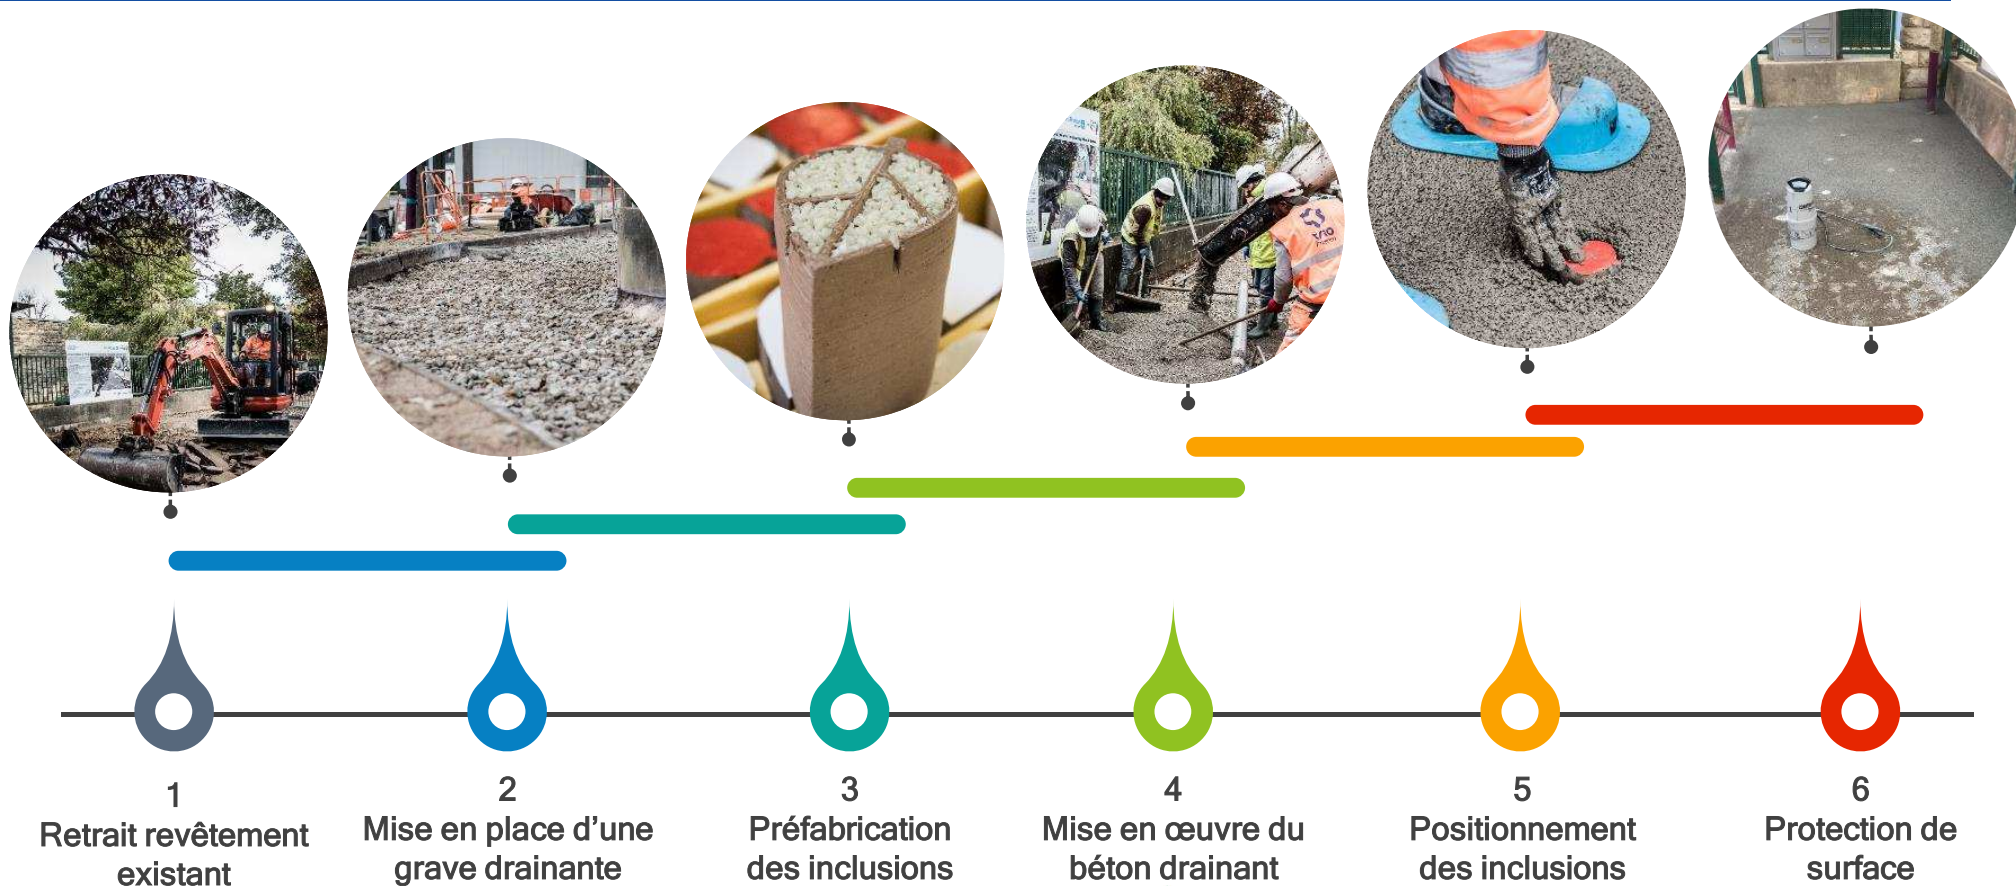 1
Retrait revêtement
existant
2
Mise en place d’une
grave drainante
3
Préfabrication
des inclusions
4
Mise en œuvre du
béton drainant
5
Positionnement
des inclusions
6
Protection de
surface